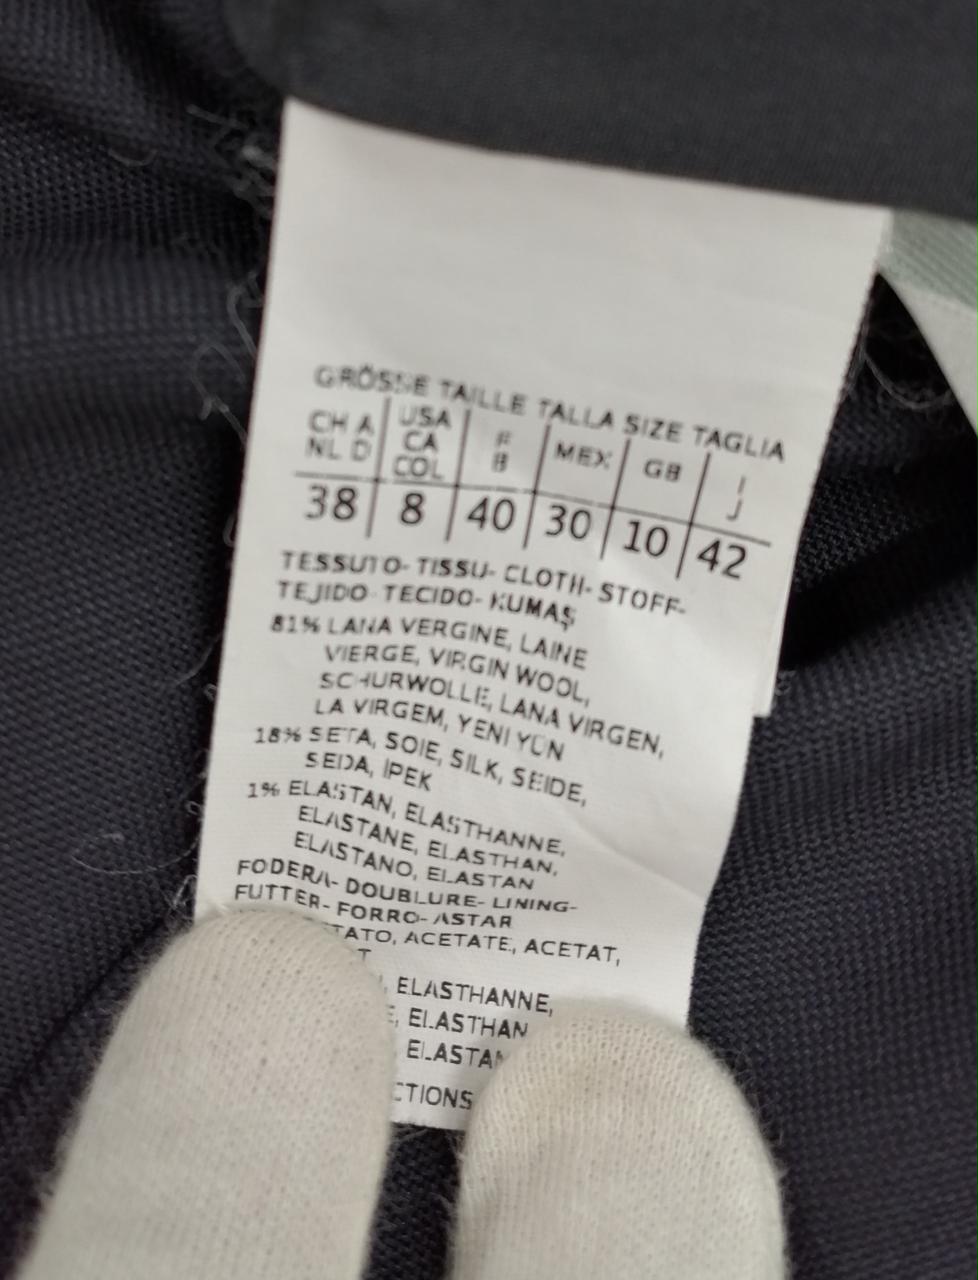 GRÖSSE TAILLE TALLA SIZE TAGLIA
CH A USA F MEX GB I
NL D CA B J
COL
38 8 40 30 10 42
TESSUTO- TISSU- CLOTH- STOFF-
TEJIDO- TECIDO- KUMAŞ
81% LANA VERGINE, LAINE
VIERGE, VIRGIN WOOL,
SCHURWOLLE, LANA VIRGEN,
LA VIRGEM, YENI YÜN
18% SETA, SOIE, SILK, SEIDE,
SEDA, IPEK
1% ELASTAN, ELASTHANNE,
ELASTANE, ELASTHAN,
ELASTANO, ELASTAN
FODERA- DOUBLURE- LINING-
FUTTER- FORRO- ASTAR
TATO, ACETATE, ACETAT,
T
, ELASTHANNE,
E, ELASTHAN
ELASTAN
CTIONS